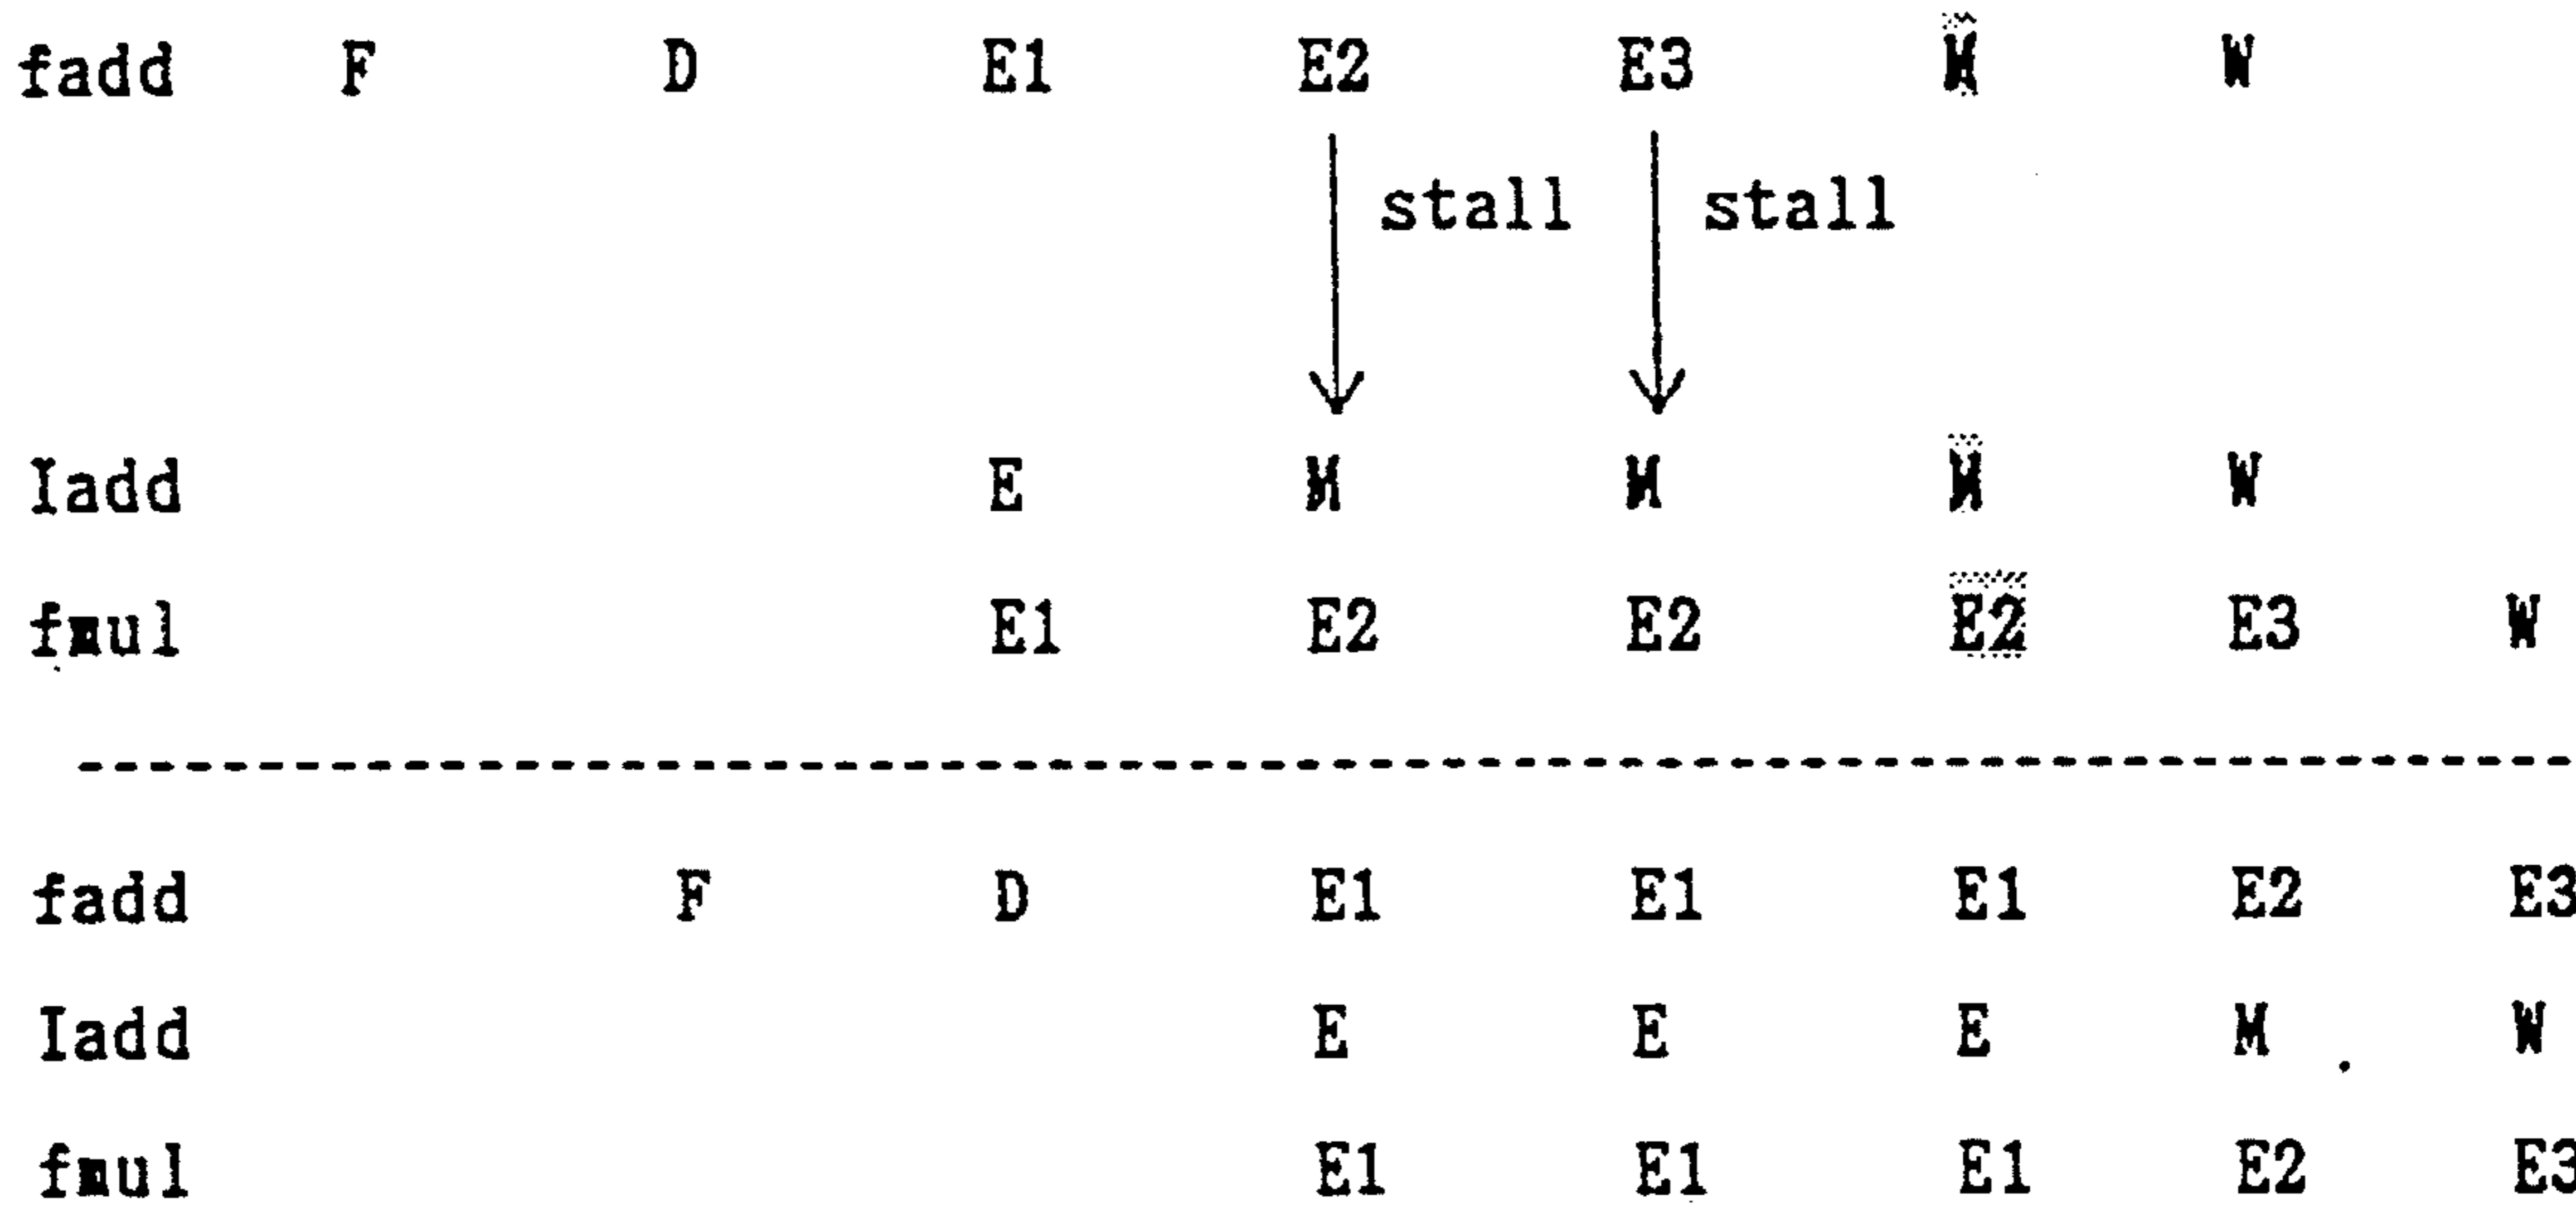 fadd F D E1 E2 E3 M W
stall stall
Iadd E M M M W
fmul E1 E2 E2 E2 E3 W
fadd F D E1 E1 E1 E2 E3
Iadd E E E M W
fmul E1 E1 E1 E2 E3